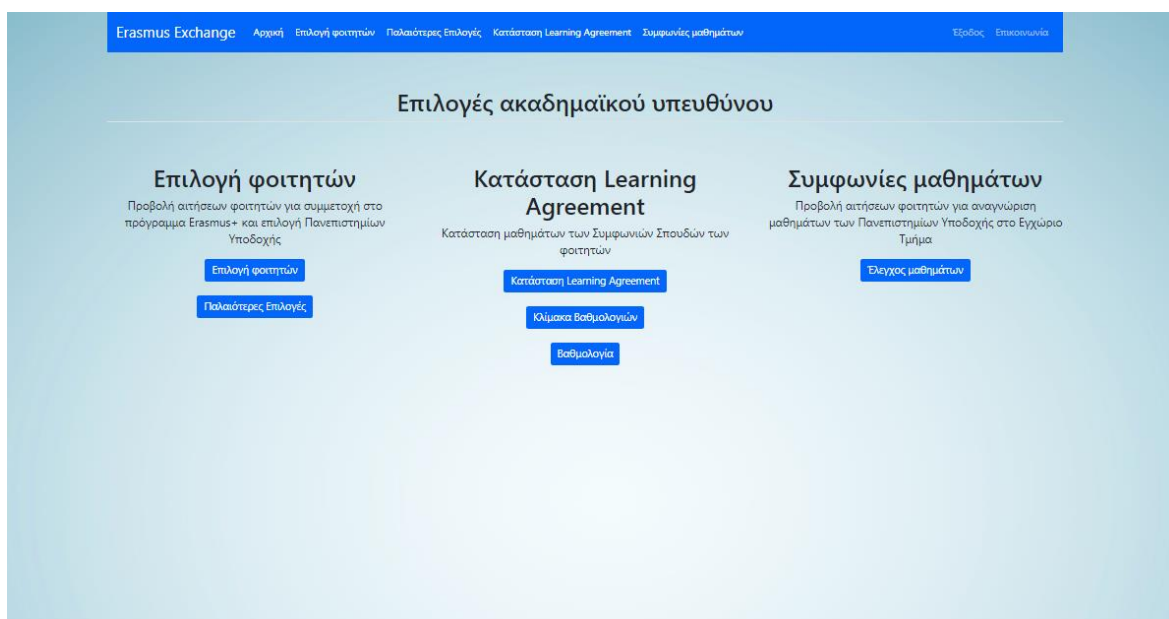 Erasmus Exchange Αρχική Επιλογή φοιτητών Παλαιότερες Επιλογές Κατάσταση Learning Agreement Συμφωνίες μαθημάτων Έξοδος Επικοινωνία
Επιλογές ακαδημαϊκού υπευθύνου
Επιλογή φοιτητών
Προβολή αιτήσεων φοιτητών για συμμετοχή στο
πρόγραμμα Erasmus+ και επιλογή Πανεπιστημίων
Υποδοχής
Επιλογή φοιτητών
Παλαιότερες Επιλογές
Κατάσταση Learning
Agreement
Κατάσταση μαθημάτων των Συμφωνιών Σπουδών των
φοιτητών
Κατάσταση Learning Agreement
Κλίμακα Βαθμολογιών
Βαθμολογία
Συμφωνίες μαθημάτων
Προβολή αιτήσεων φοιτητών για αναγνώριση
μαθημάτων των Πανεπιστημίων Υποδοχής στο Εγχώριο
Τμήμα
Έλεγχος μαθημάτων